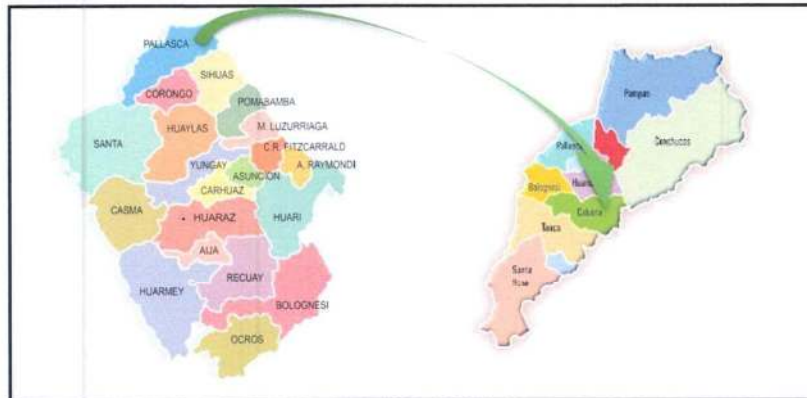 PALLASCA
SIHUAS
CORONGO
POMABAMBA
SANTA
HUAYLAS
M. LUZURRIAGA
C.R. FITZCARRALD
YUNGAY
A. RAYMONDI
ASUNCION
CARHUAZ
CASMA
HUARAZ
HUARI
AIJA
HUARMEY
RECUAY
BOLOGNESI
OCROS
Pampas
Conchucos
Pallasca
Bolognesi
Cabana
Tauca
Santa
Rosa